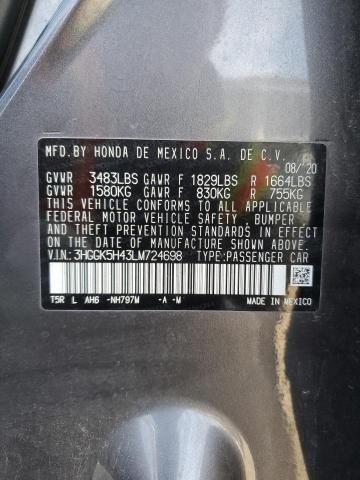 MFD.BY HONDA DE MEXICO S.A. DE C.V.
08/20
GVWR 3483LBS GAWR F 1829LBS R 1664LBS
GVWR 1580KG GAWR F 830KG R 755KG
THIS VEHICLE CONFORMS TO ALL APPLICABLE
FEDERAL MOTOR VEHICLE SAFETY, BUMPER
AND THEFT PREVENTION STANDARDS IN EFFECT
ON THE DATE OF MANUFACTURE SHOWN ABOVE.
V.I.N.: 3HGGK5H43LM724698 TYPE:PASSENGER CAR
T5R L AH6 -NH797M -A -M MADE IN MEXICO